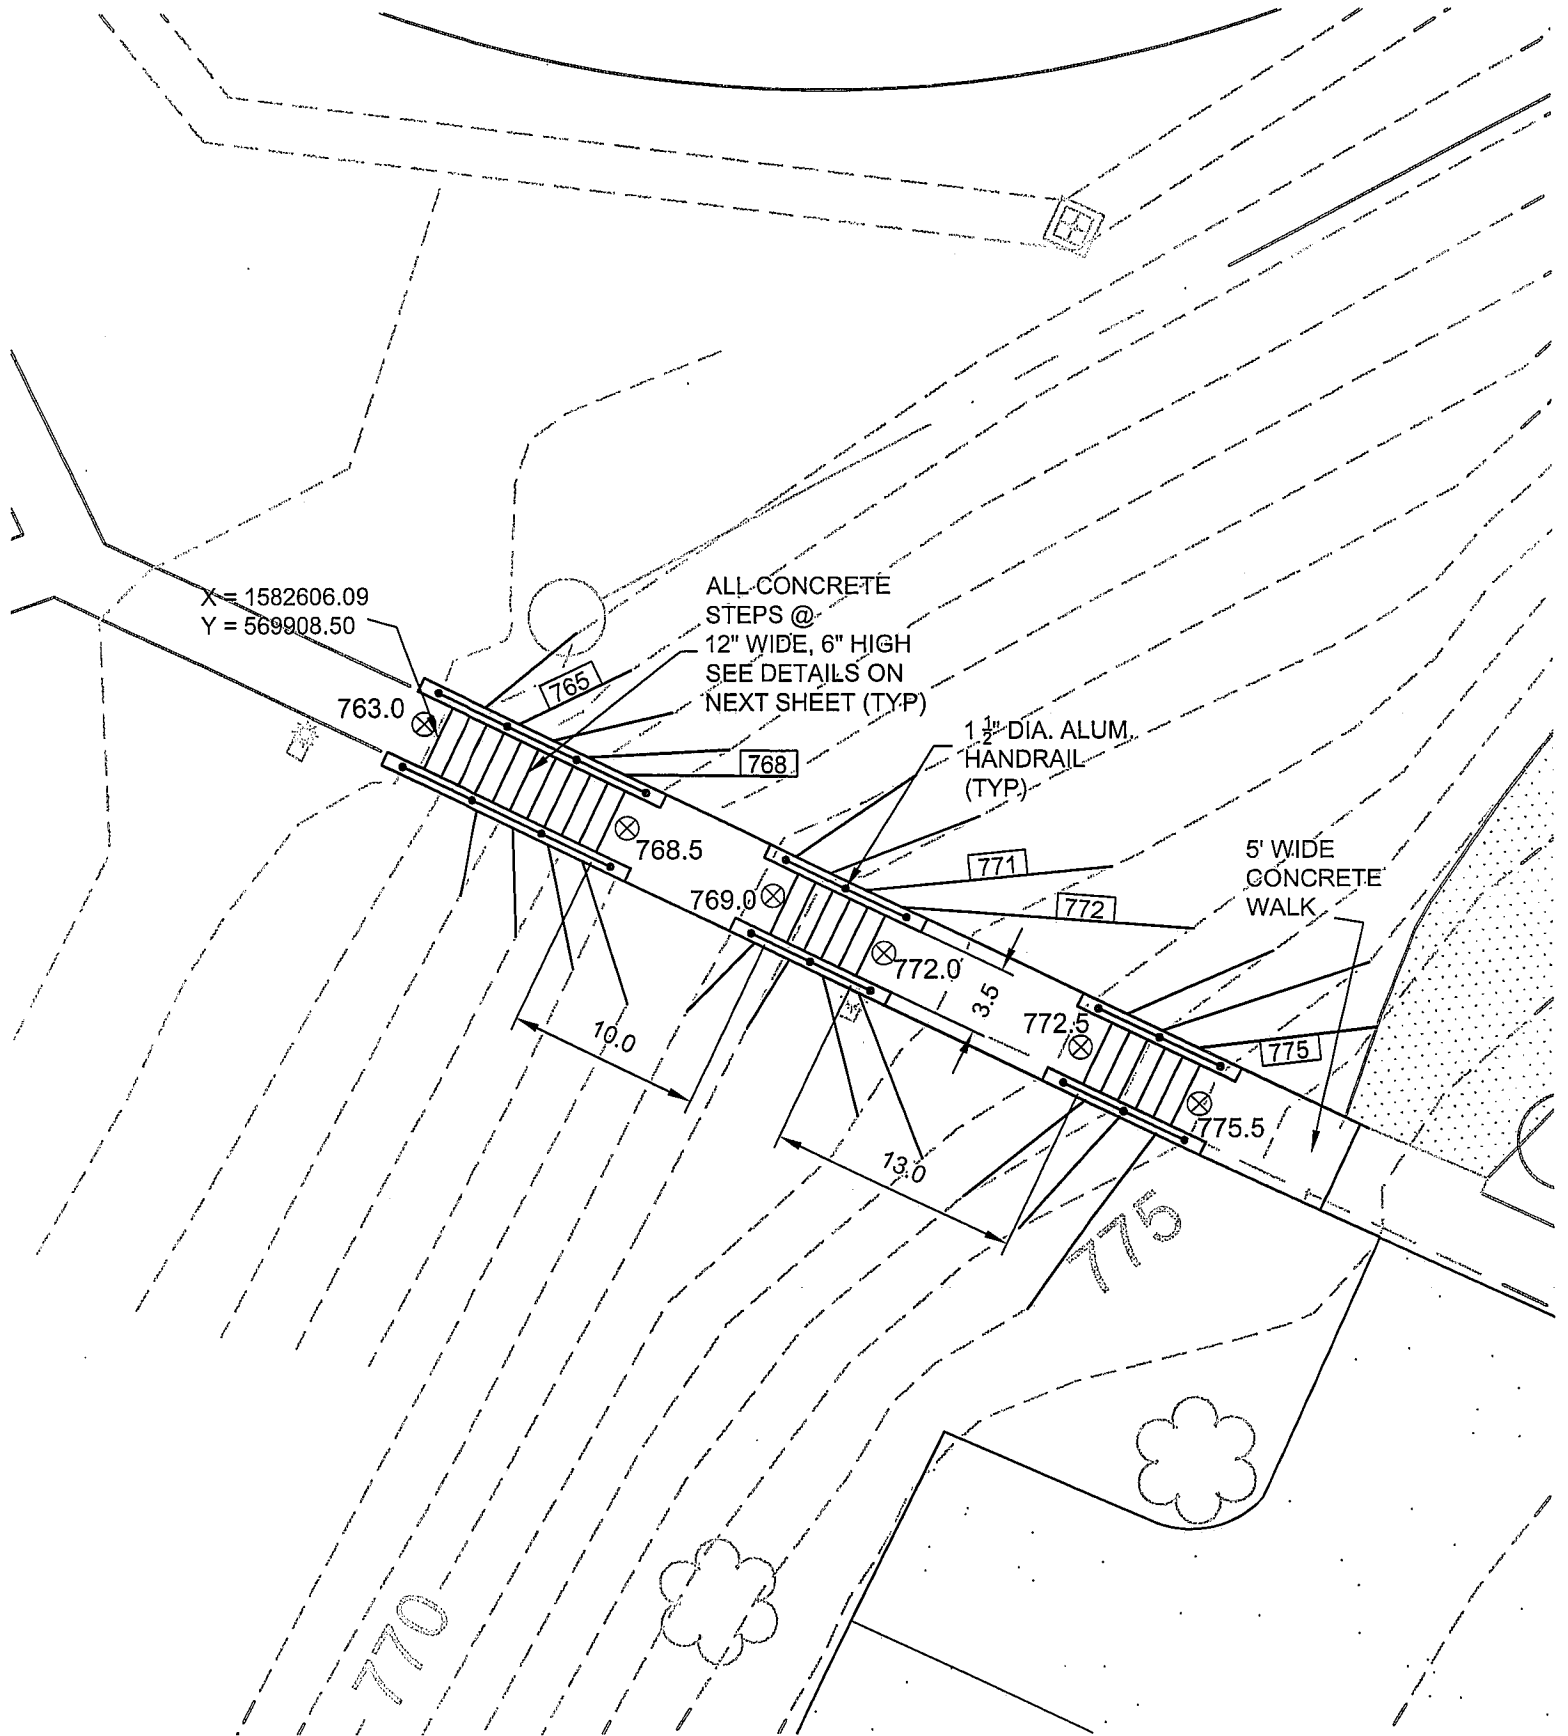 X = 1582606.09
Y = 569908.50
ALL CONCRETE
STEPS @
12" WIDE, 6" HIGH
SEE DETAILS ON
NEXT SHEET (TYP)
763.0
765
768
1 1/2" DIA. ALUM.
HANDRAIL
(TYP.)
768.5
769.0
771
772
5' WIDE
CONCRETE
WALK
772.0
3.5
10.0
772.5
775
775.5
13.0
775
770